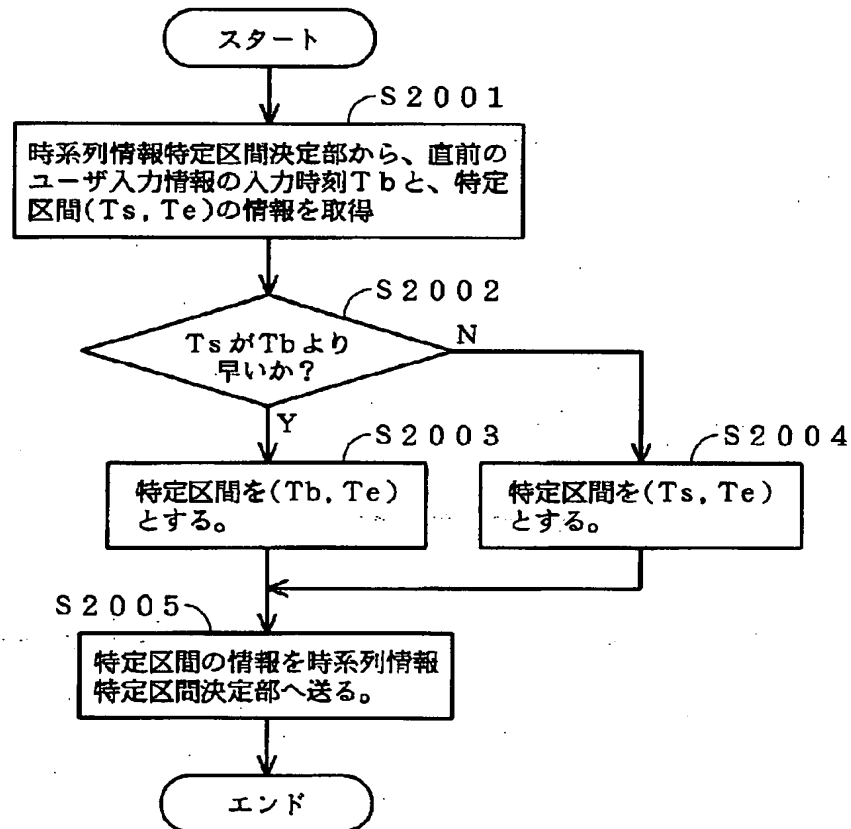 スタート
S2001
時系列情報特定区間決定部から、直前の
ユーザ入力情報の入力時刻Tbと、特定
区間(Ts,Te)の情報を取得
S2002
TsがTbより
早いか?
N
Y
S2003
特定区間を(Tb,Te)
とする。
S2004
特定区間を(Ts,Te)
とする。
S2005
特定区間の情報を時系列情報
特定区間決定部へ送る。
エンド